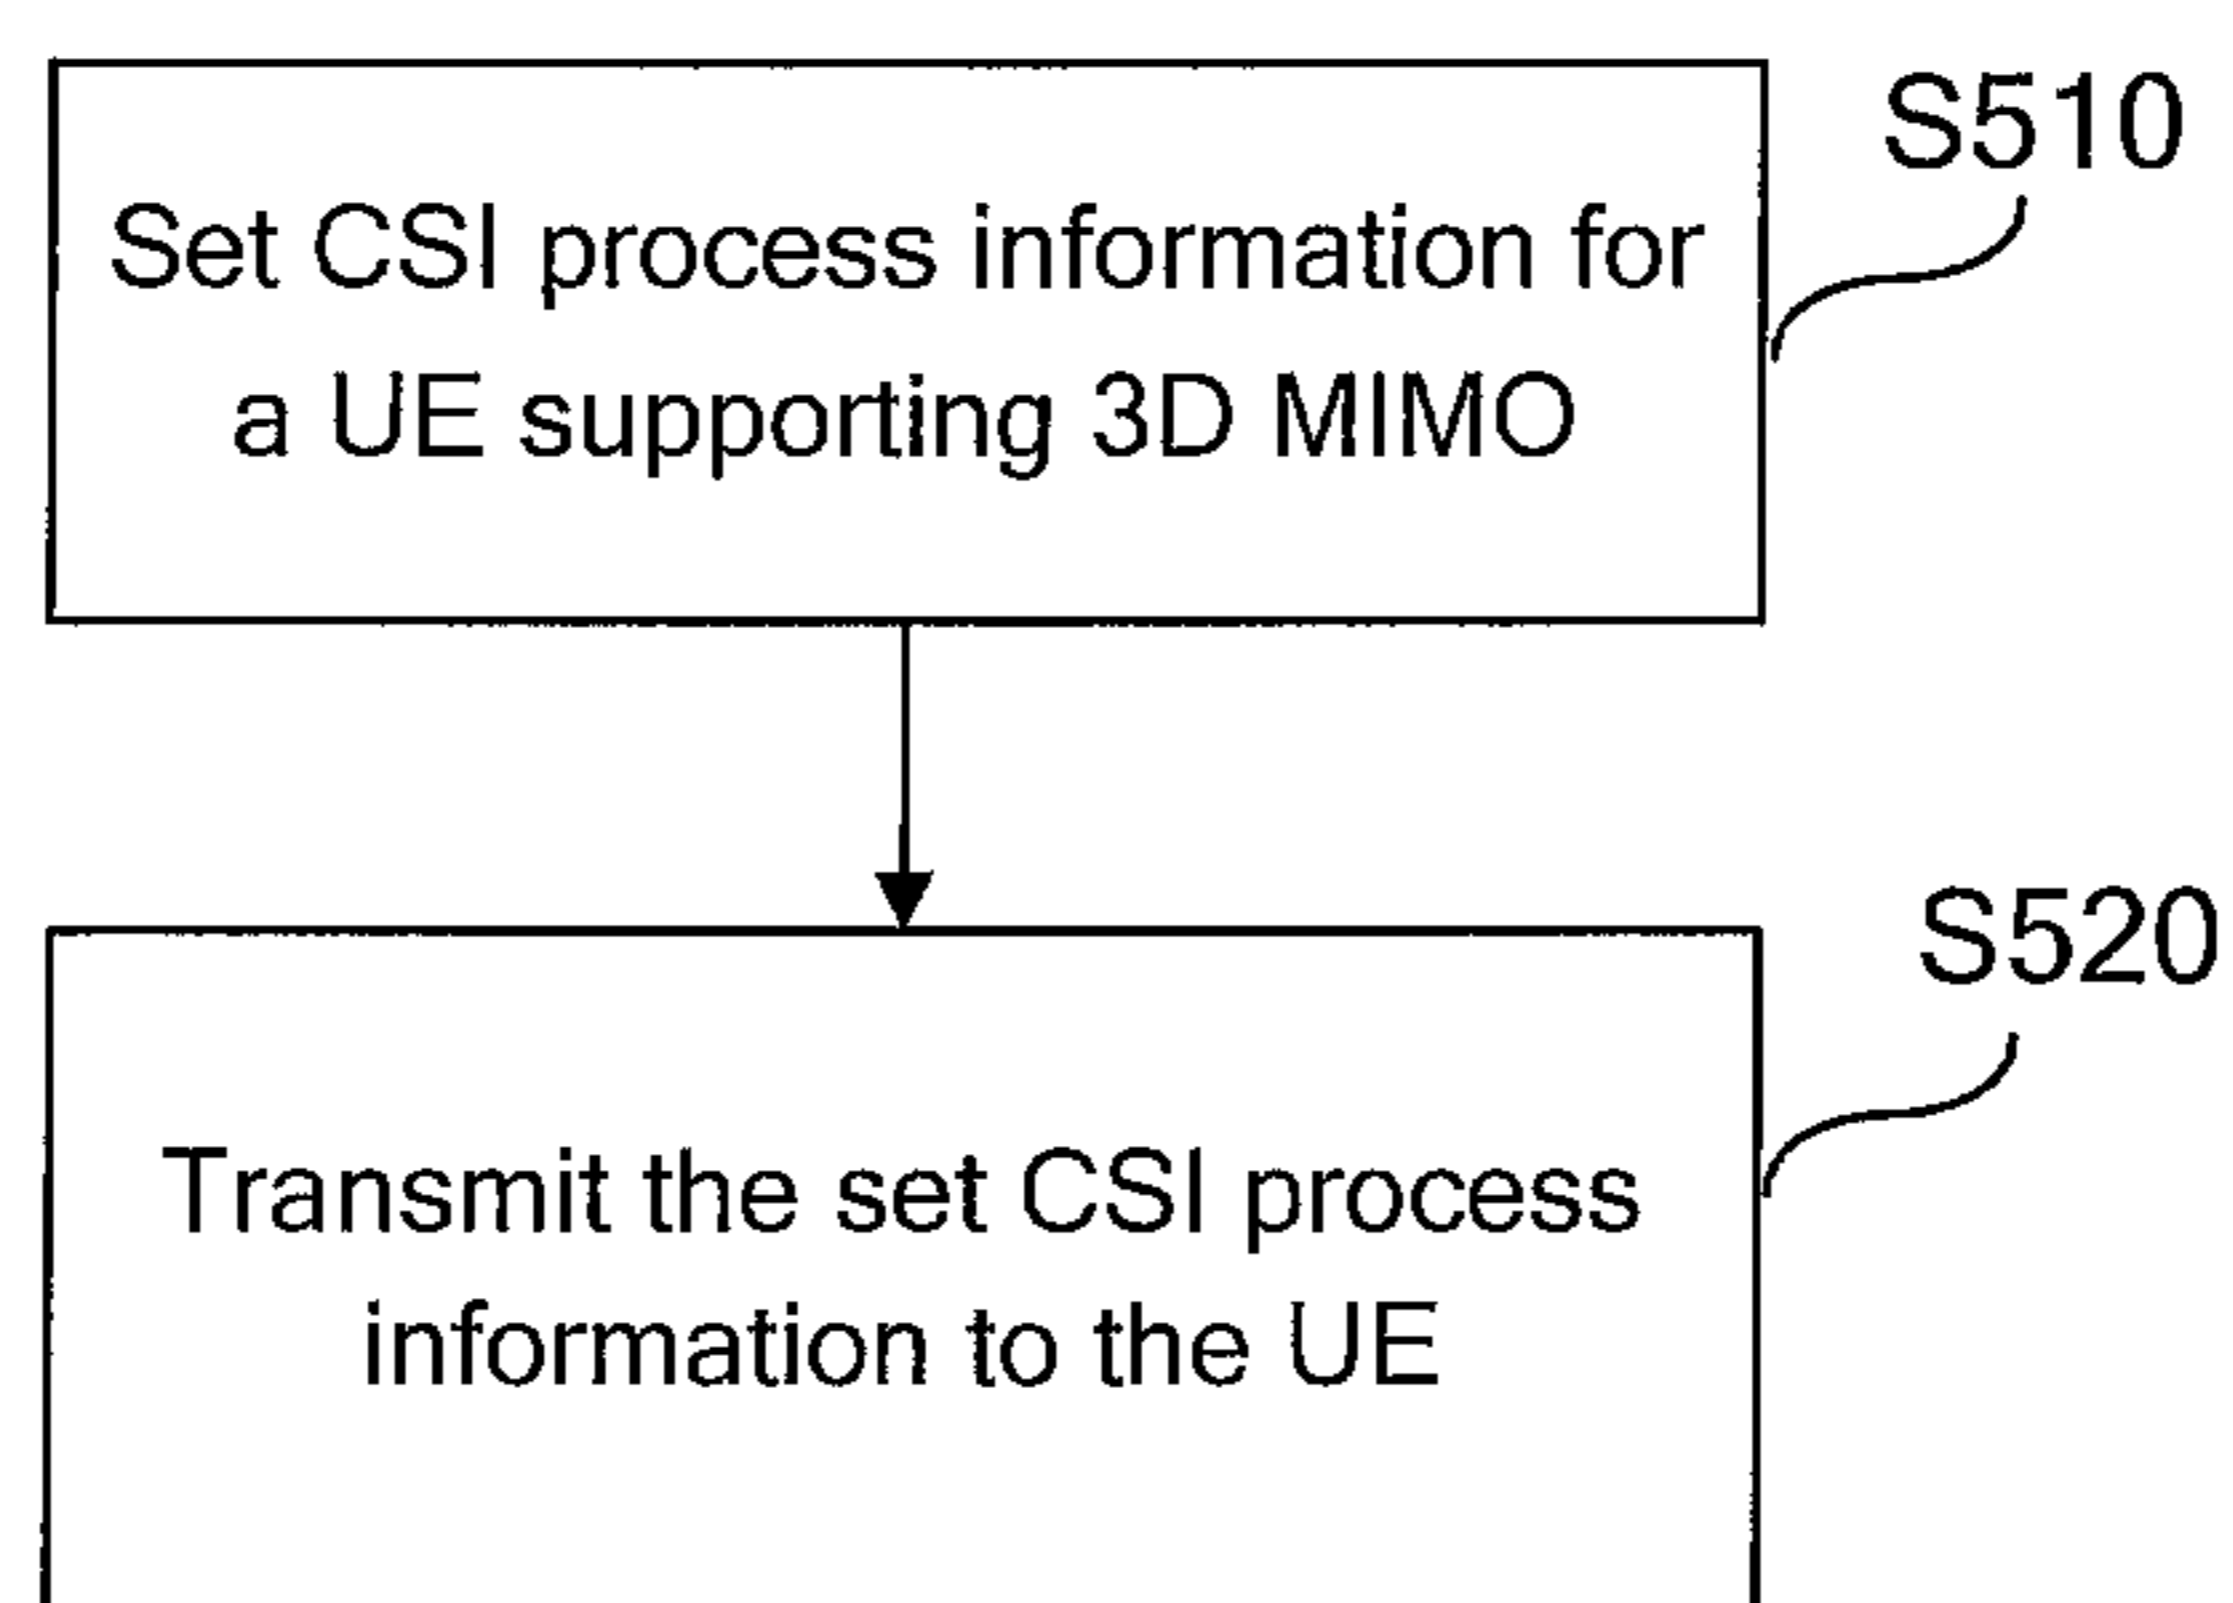 S510
Set CSI process information for
a UE supporting 3D MIMO
S520
Transmit the set CSI process
information to the UE